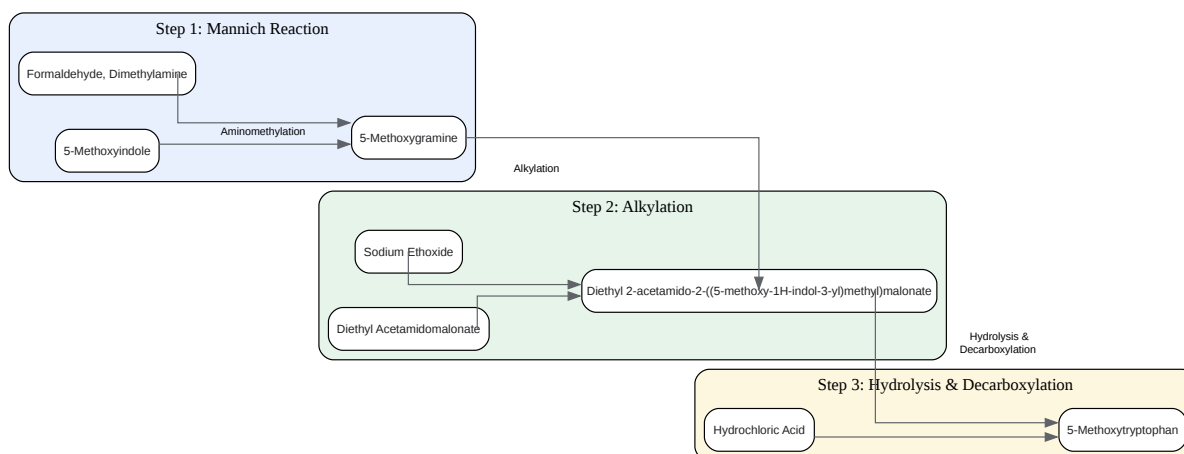 Step 1: Mannich Reaction
Formaldehyde, Dimethylamine
Aminomethylation
5-Methoxyindole
5-Methoxygramine
Alkylation
Step 2: Alkylation
Sodium Ethoxide
Diethyl 2-acetamido-2-((5-methoxy-1H-indol-3-yl)methyl)malonate
Diethyl Acetamidomalonate
Hydrolysis &
Decarboxylation
Step 3: Hydrolysis & Decarboxylation
Hydrochloric Acid
5-Methoxytryptophan